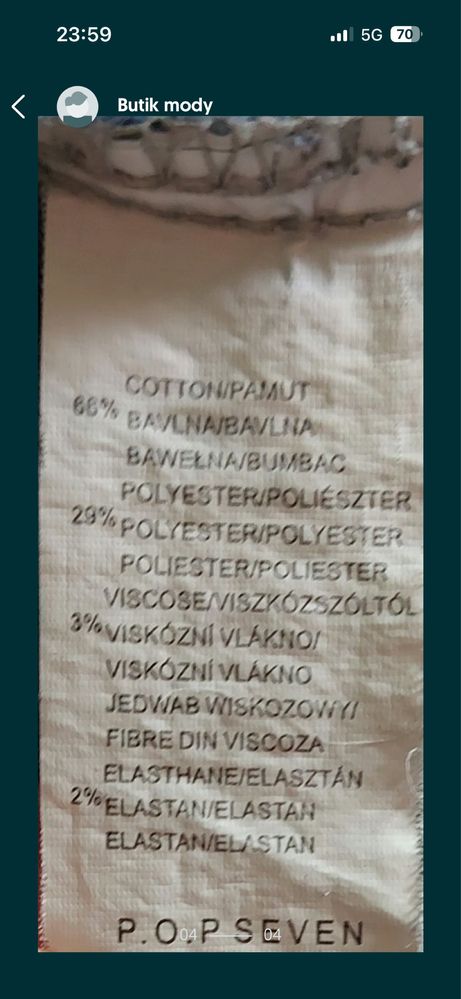 23:59
5G 70
Butik mody
COTTON/PAMUT
66% BAVLNA/BAVLNA
BAWEŁNA/BUMBAC
POLYESTER/POLIÉSZTER
29% POLYESTER/POLYESTER
POLIESTER/POLIESTER
VISCOSE/VISZKÓZSZÓLTÓL
3% VISKÓZNÍ VLÁKNO/
VISKÓZNÍ VLÁKNO
JEDWAB WISKOZOWY/
FIBRE DIN VISCOZA
ELASTHANE/ELASZTÁN
2% ELASTAN/ELASTAN
ELASTAN/ELASTAN
P.O.P SEVEN
04 04